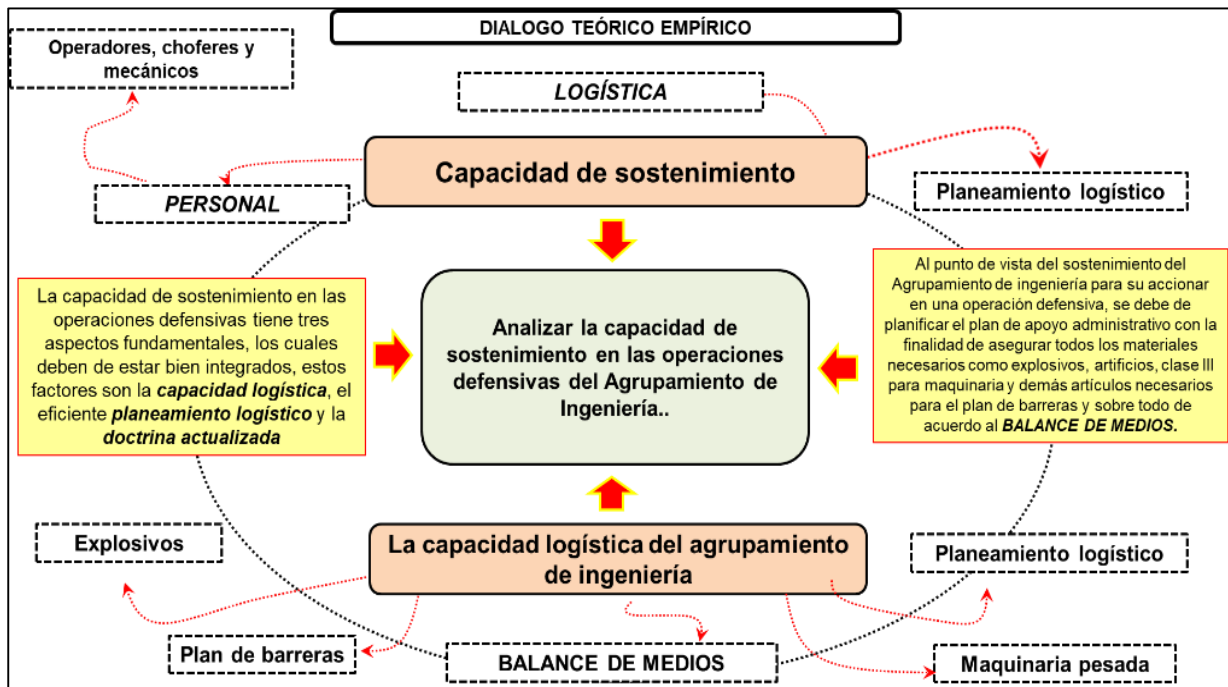 DIALOGO TEÓRICO EMPÍRICO
Operadores, choferes y
mecánicos
LOGÍSTICA
Capacidad de sostenimiento
PERSONAL
Planeamiento logístico
La capacidad de sostenimiento en las
operaciones defensivas tiene tres
aspectos fundamentales, los cuales
deben de estar bien integrados, estos
factores son la capacidad logística, el
eficiente planeamiento logístico y la
doctrina actualizada
Analizar la capacidad de
sostenimiento en las operaciones
defensivas del Agrupamiento de
Ingeniería..
Al punto de vista del sostenimiento del
Agrupamiento de ingeniería para su accionar
en una operación defensiva, se debe de
planificar el plan de apoyo administrativo con la
finalidad de asegurar todos los materiales
necesarios como explosivos, artificios, clase III
para maquinaria y demás artículos necesarios
para el plan de barreras y sobre todo de
acuerdo al BALANCE DE MEDIOS.
Explosivos
La capacidad logística del agrupamiento
de ingeniería
Planeamiento logístico
Plan de barreras
BALANCE DE MEDIOS
Maquinaria pesada